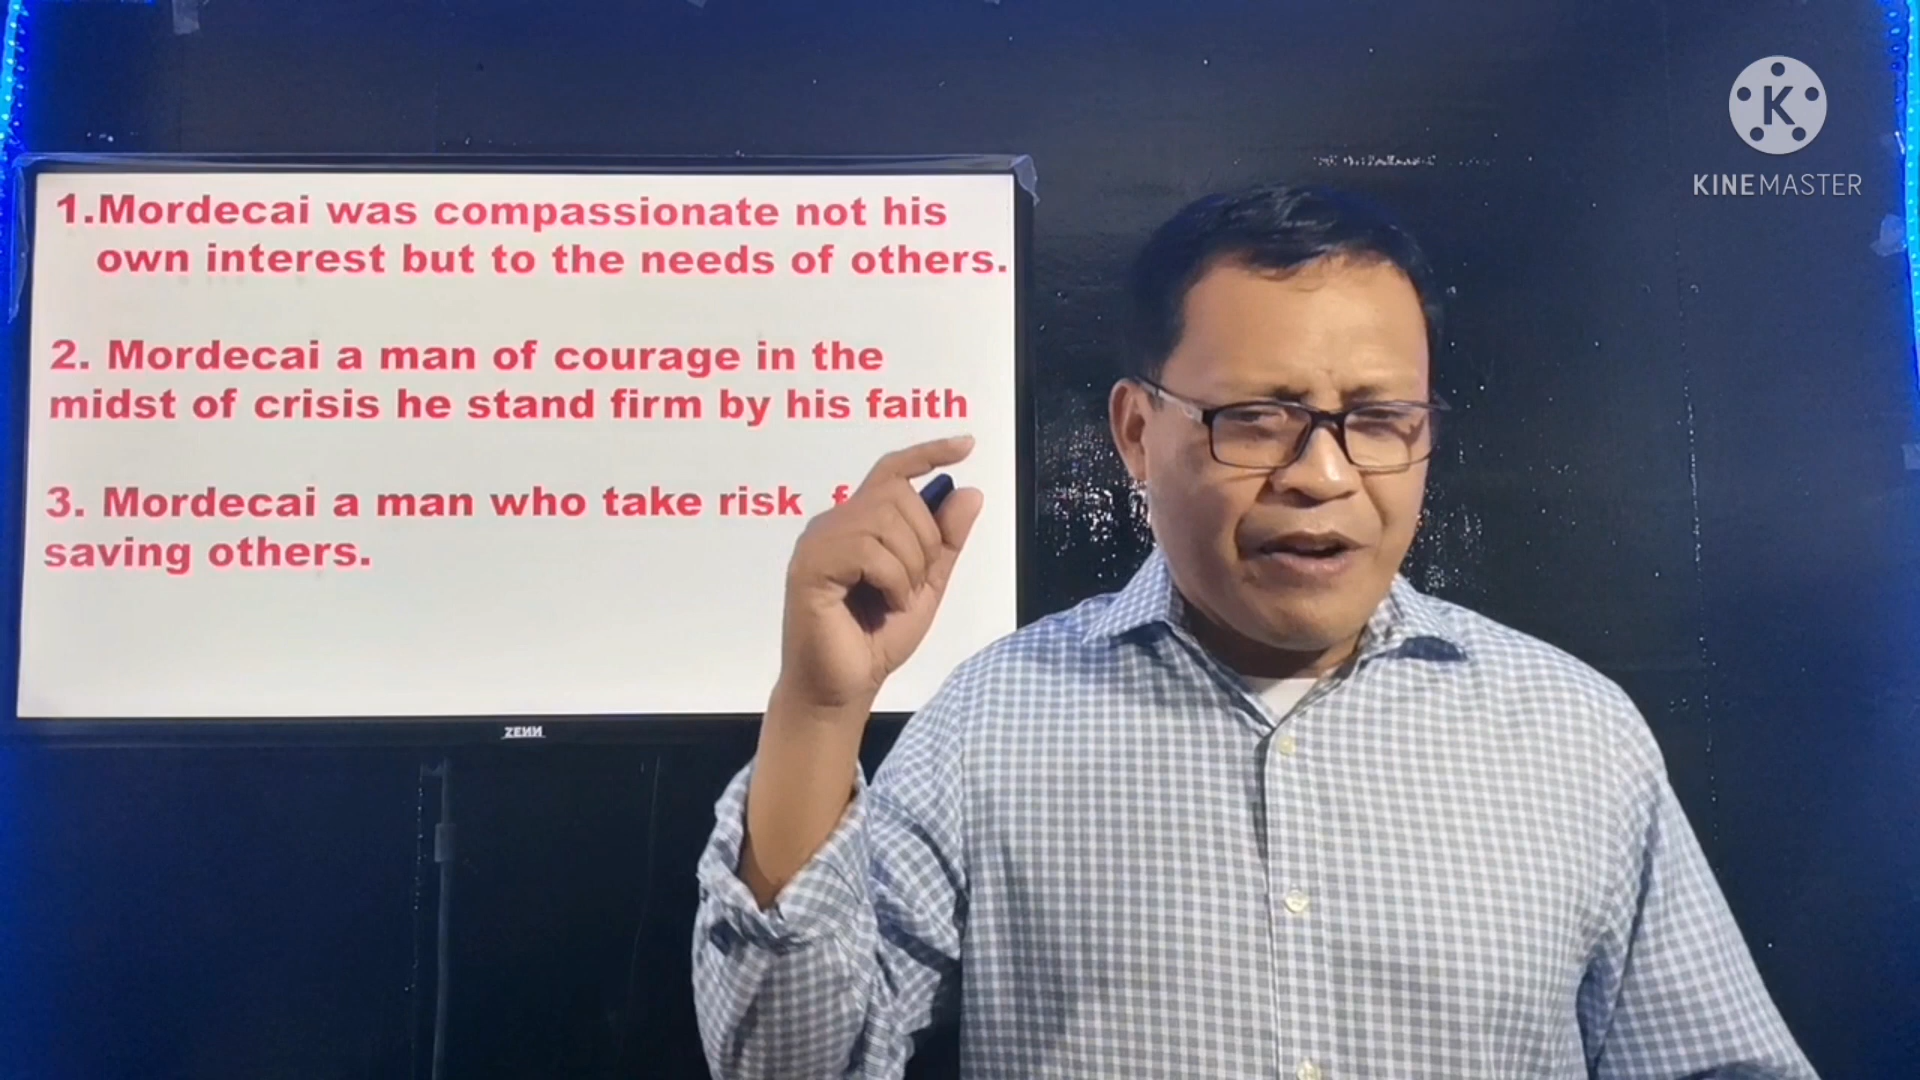 1.Mordecai was compassionate not his
own interest but to the needs of others.
2. Mordecai a man of courage in the
midst of crisis he stand firm by his faith
3. Mordecai a man who take risk
saving others.
ZENN
K
KINEMASTER